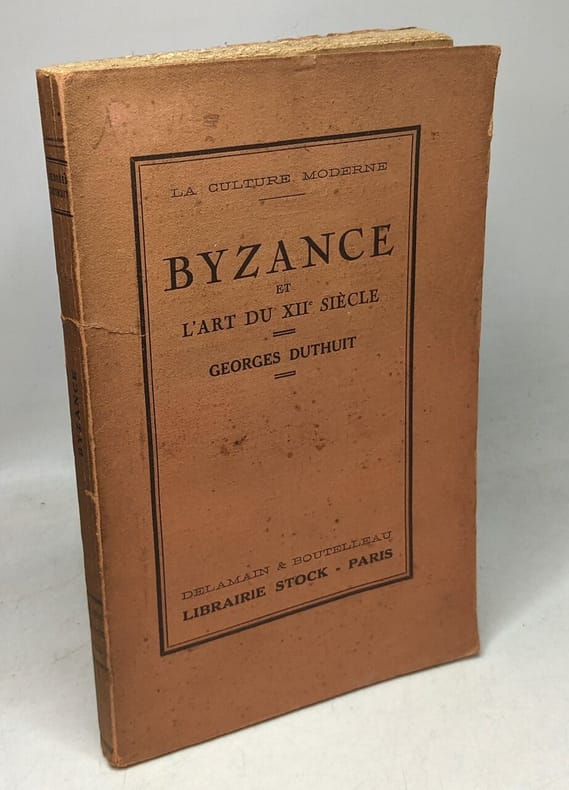 LA CULTURE MODERNE
BYZANCE
ET
L'ART DU XIIe SIÈCLE
GEORGES DUTHUIT
DELAMAIN & BOUTELLEAU
LIBRAIRIE STOCK - PARIS
BYZANCE